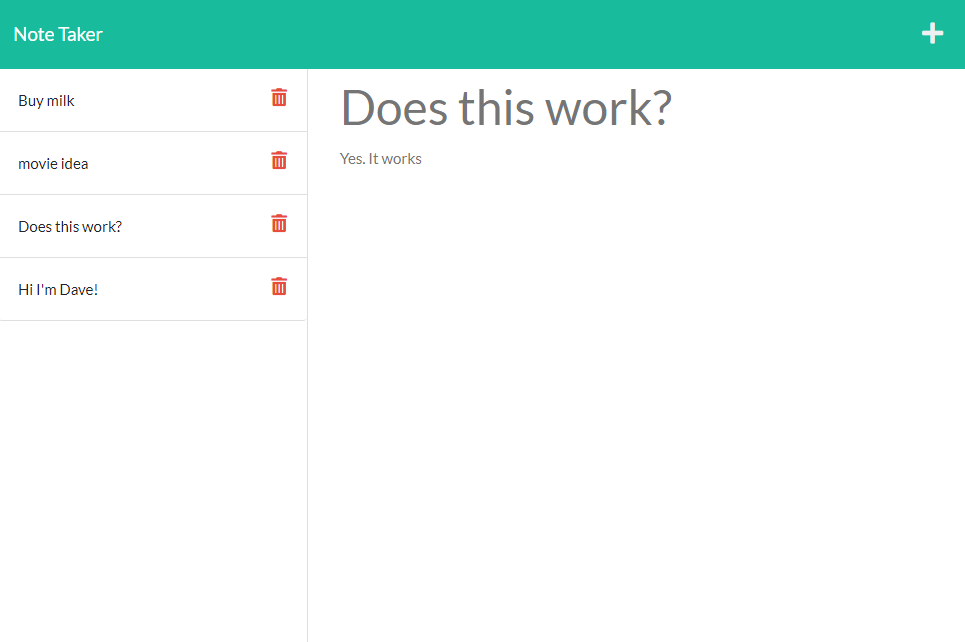 Note Taker
Buy milk
movie idea
Does this work?
Hi I'm Dave!
Does this work?
Yes. It works